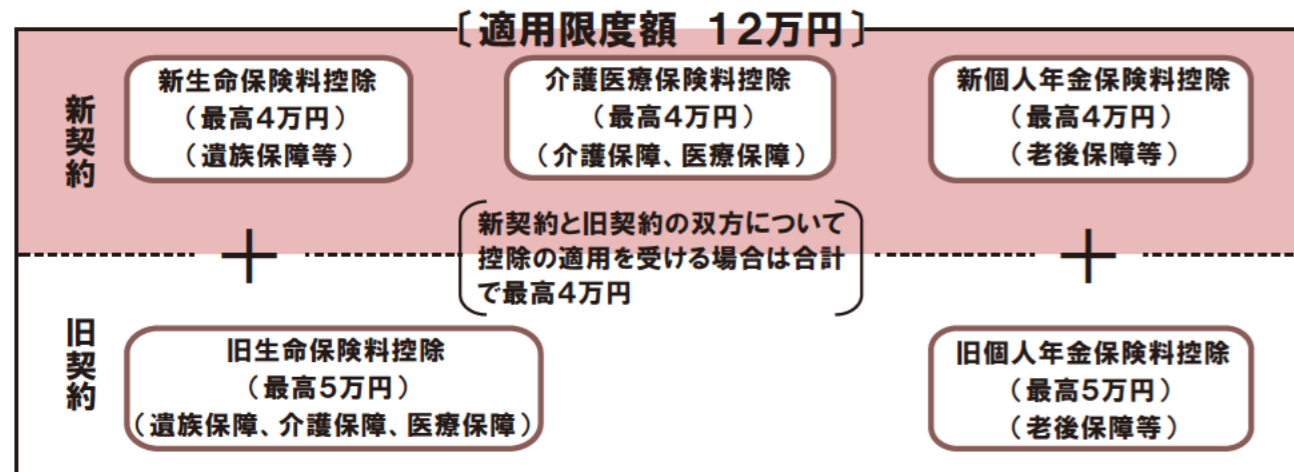 〔適用限度額 12万円〕
新契約
新生命保険料控除
（最高4万円）
（遺族保障等）
介護医療保険料控除
（最高4万円）
（介護保障、医療保障）
新個人年金保険料控除
（最高4万円）
（老後保障等）
＋
新契約と旧契約の双方について
控除の適用を受ける場合は合計
で最高4万円
＋
旧契約
旧生命保険料控除
（最高5万円）
（遺族保障、介護保障、医療保障）
旧個人年金保険料控除
（最高5万円）
（老後保障等）